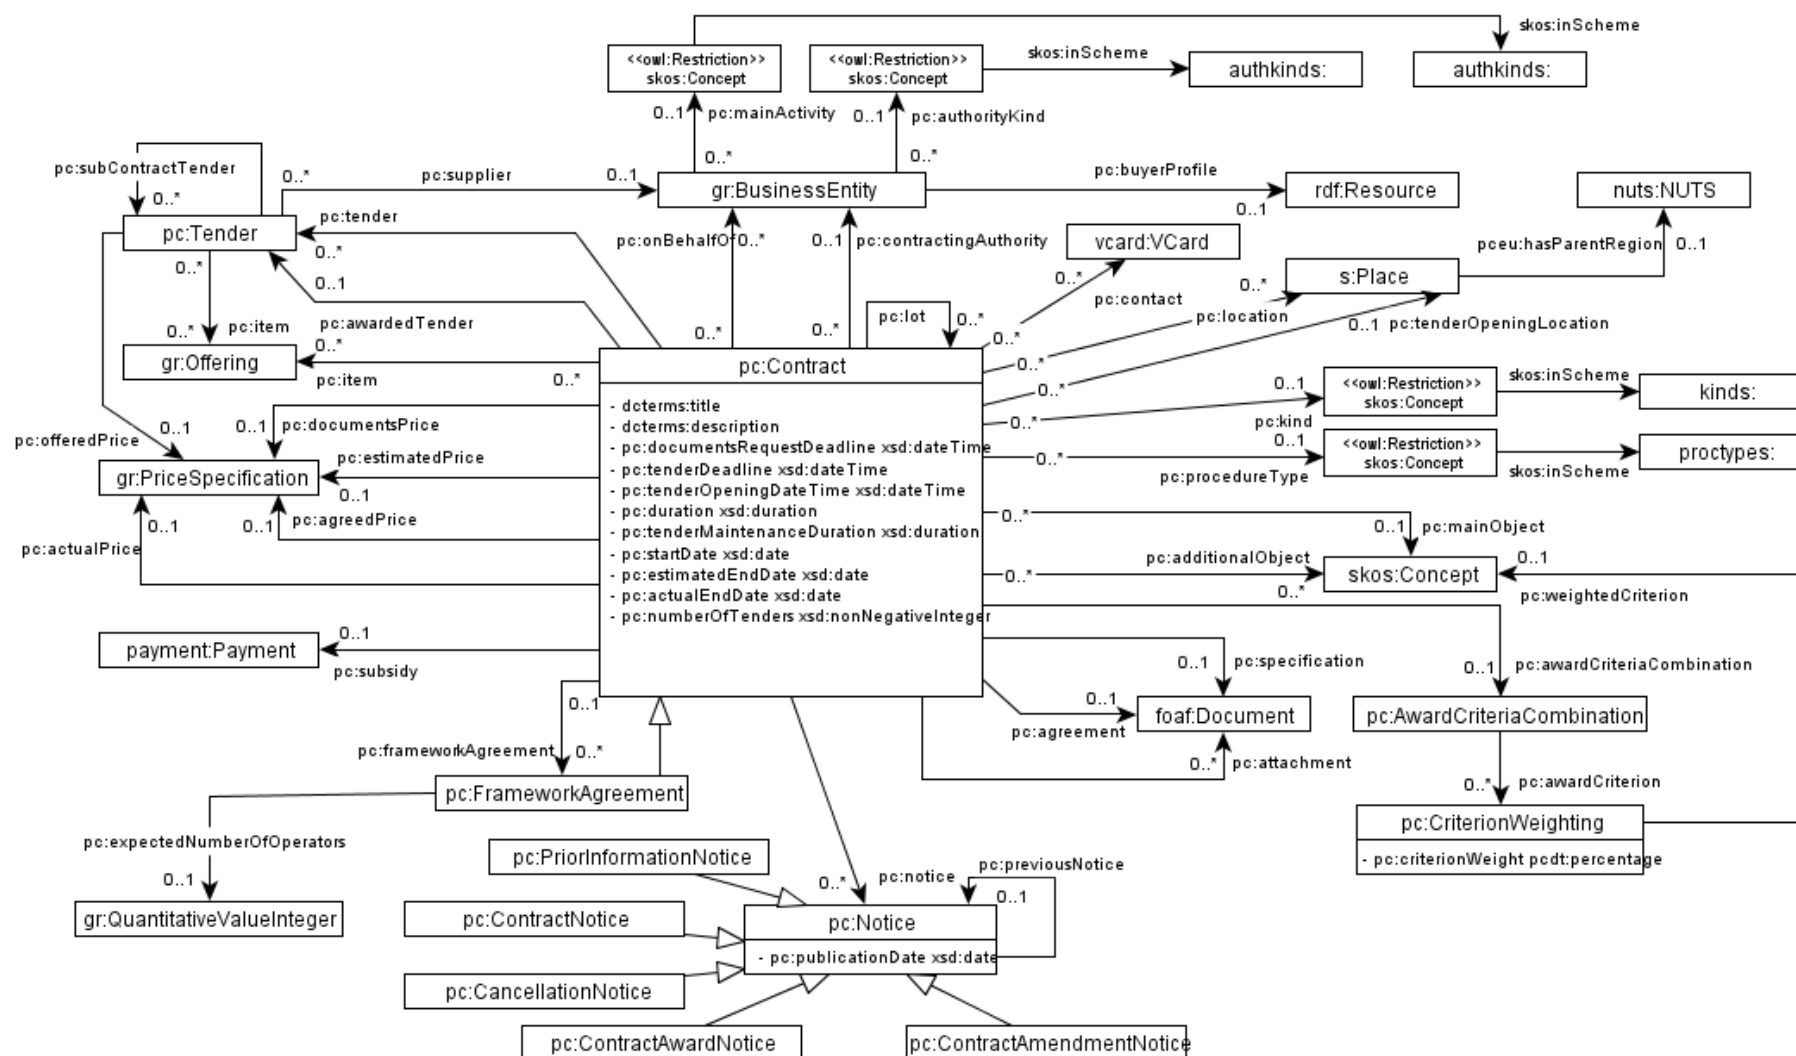 skos:inScheme
<<owl:Restriction>>
skos:Concept
<<owl:Restriction>>
skos:Concept
skos:inScheme
authkinds:
authkinds:
0..1
pc:mainActivity
0..1
pc:authorityKind
0..*
0..*
pc:subContractTender
0..*
0..*
pc:supplier
0..1
gr:BusinessEntity
pc:buyerProfile
0..1
rdf:Resource
nuts:NUTS
pc:Tender
pc:tender
0..*
pc:onBehalfOf
0..*
0..1
pc:contractingAuthority
vcard:VCard
pceu:hasParentRegion
0..1
0..*
0..1
0..*
pc:contact
0..*
s:Place
0..*
pc:item
pc:awardedTender
0..*
0..*
0..*
pc:lot
0..*
0..*
pc:location
0..1
pc:tenderOpeningLocation
gr:Offering
pc:item
0..*
pc:Contract
0..*
0..*
0..*
0..1
<<owl:Restriction>>
skos:Concept
skos:inScheme
kinds:
pc:kind
- dcterms:title
- dcterms:description
- pc:documentsRequestDeadline xsd:dateTime
- pc:tenderDeadline xsd:dateTime
- pc:tenderOpeningDateTime xsd:dateTime
- pc:duration xsd:duration
- pc:tenderMaintenanceDuration xsd:duration
- pc:startDate xsd:date
- pc:estimatedEndDate xsd:date
- pc:actualEndDate xsd:date
- pc:numberOfTenders xsd:nonNegativeInteger
pc:offeredPrice
0..1
0..1
pc:documentsPrice
pc:estimatedPrice
0..1
gr:PriceSpecification
0..1
0..1
pc:agreedPrice
pc:actualPrice
0..*
0..1
pc:procedureType
<<owl:Restriction>>
skos:Concept
skos:inScheme
proctypes:
0..*
0..1
pc:mainObject
0..*
pc:additionalObject
0..*
skos:Concept
0..1
pc:weightedCriterion
payment:Payment
0..1
pc:subsidy
0..1
pc:specification
0..1
pc:awardCriteriaCombination
0..1
pc:agreement
foaf:Document
pc:AwardCriteriaCombination
0..1
pc:frameworkAgreement
0..*
0..*
pc:attachment
0..*
pc:awardCriterion
pc:FrameworkAgreement
pc:CriterionWeighting
- pc:criterionWeight pcdt:percentage
pc:expectedNumberOfOperators
0..1
gr:QuantitativeValueInteger
pc:PriorInformationNotice
0..*
pc:notice
pc:previousNotice
0..1
pc:ContractNotice
pc:Notice
- pc:publicationDate xsd:date
pc:CancellationNotice
pc:ContractAwardNotice
pc:ContractAmendmentNotice